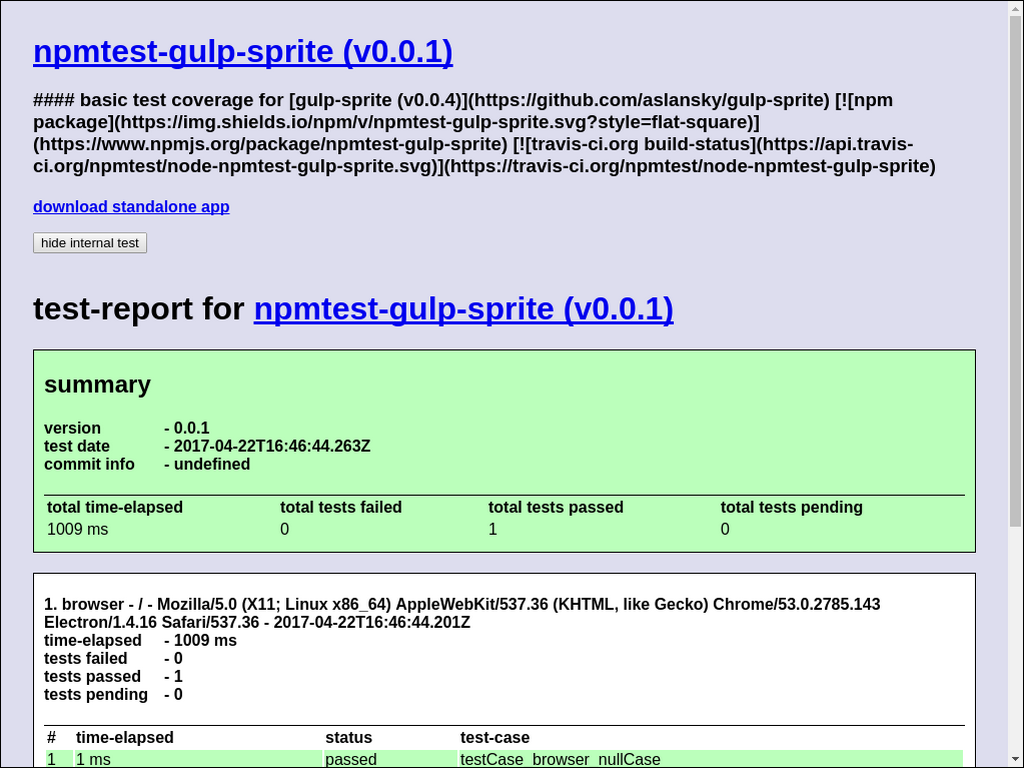 npmtest-gulp-sprite (v0.0.1)
#### basic test coverage for [gulp-sprite (v0.0.4)](https://github.com/aslansky/gulp-sprite) [![npm
package](https://img.shields.io/npm/v/npmtest-gulp-sprite.svg?style=flat-square)]
(https://www.npmjs.org/package/npmtest-gulp-sprite) [![travis-ci.org build-status](https://api.travis-
ci.org/npmtest/node-npmtest-gulp-sprite.svg)](https://travis-ci.org/npmtest/node-npmtest-gulp-sprite)
download standalone app
hide internal test
test-report for npmtest-gulp-sprite (v0.0.1)
summary
version - 0.0.1
test date - 2017-04-22T16:46:44.263Z
commit info - undefined
total time-elapsed total tests failed total tests passed total tests pending
1009 ms 0 1 0
1. browser - / - Mozilla/5.0 (X11; Linux x86_64) AppleWebKit/537.36 (KHTML, like Gecko) Chrome/53.0.2785.143
Electron/1.4.16 Safari/537.36 - 2017-04-22T16:46:44.201Z
time-elapsed - 1009 ms
tests failed - 0
tests passed - 1
tests pending - 0
# time-elapsed status test-case
1 1 ms passed testCase_browser_nullCase